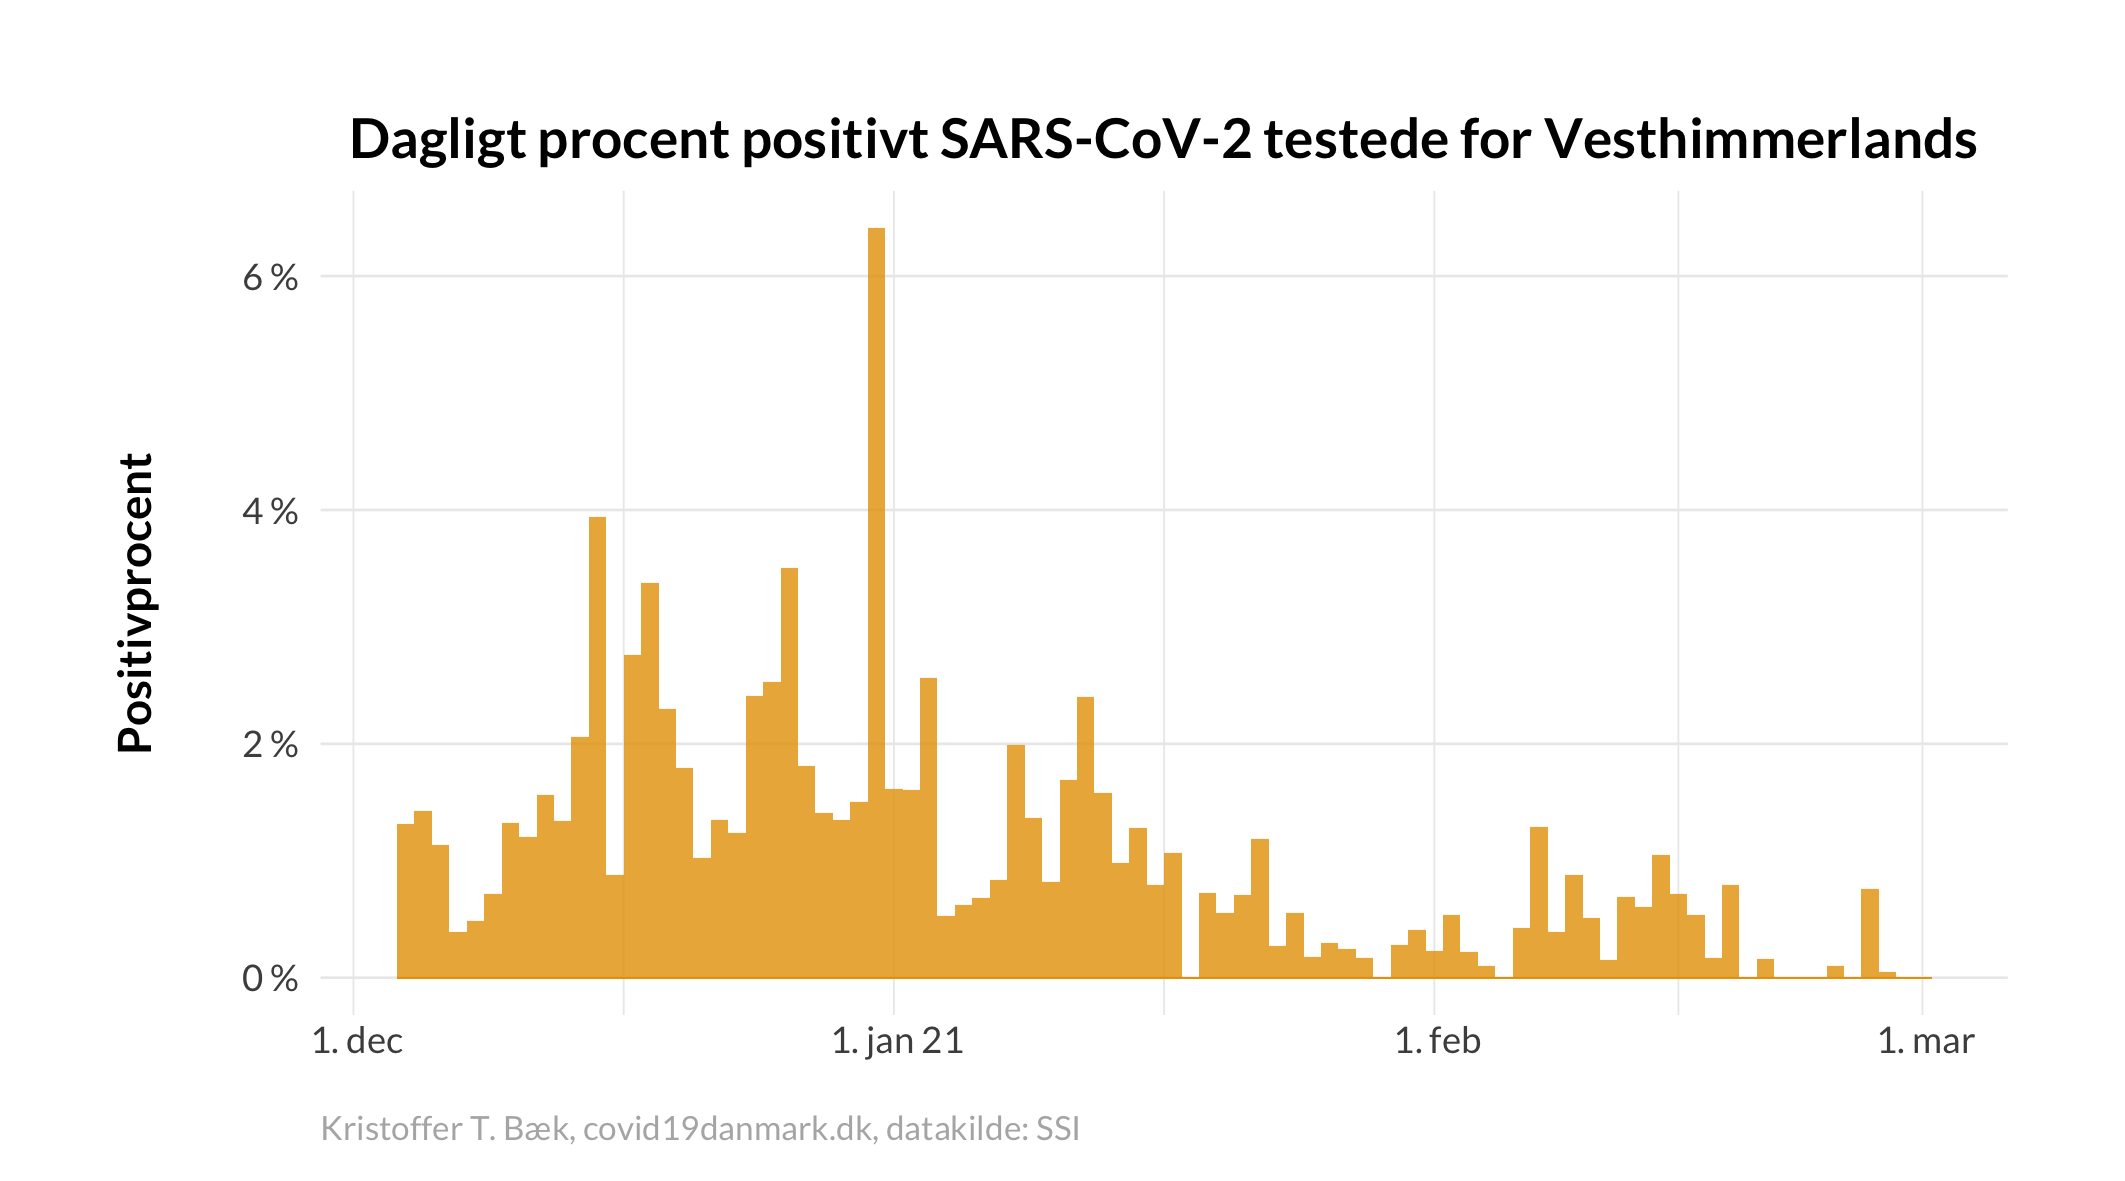 Dagligt procent positivt SARS-CoV-2 testede for Vesthimmerlands
Positivprocent
6 %
4 %
2 %
0 %
1. dec
1. jan 21
1. feb
1. mar
Kristoffer T. Bæk, covid19danmark.dk, datakilde: SSI